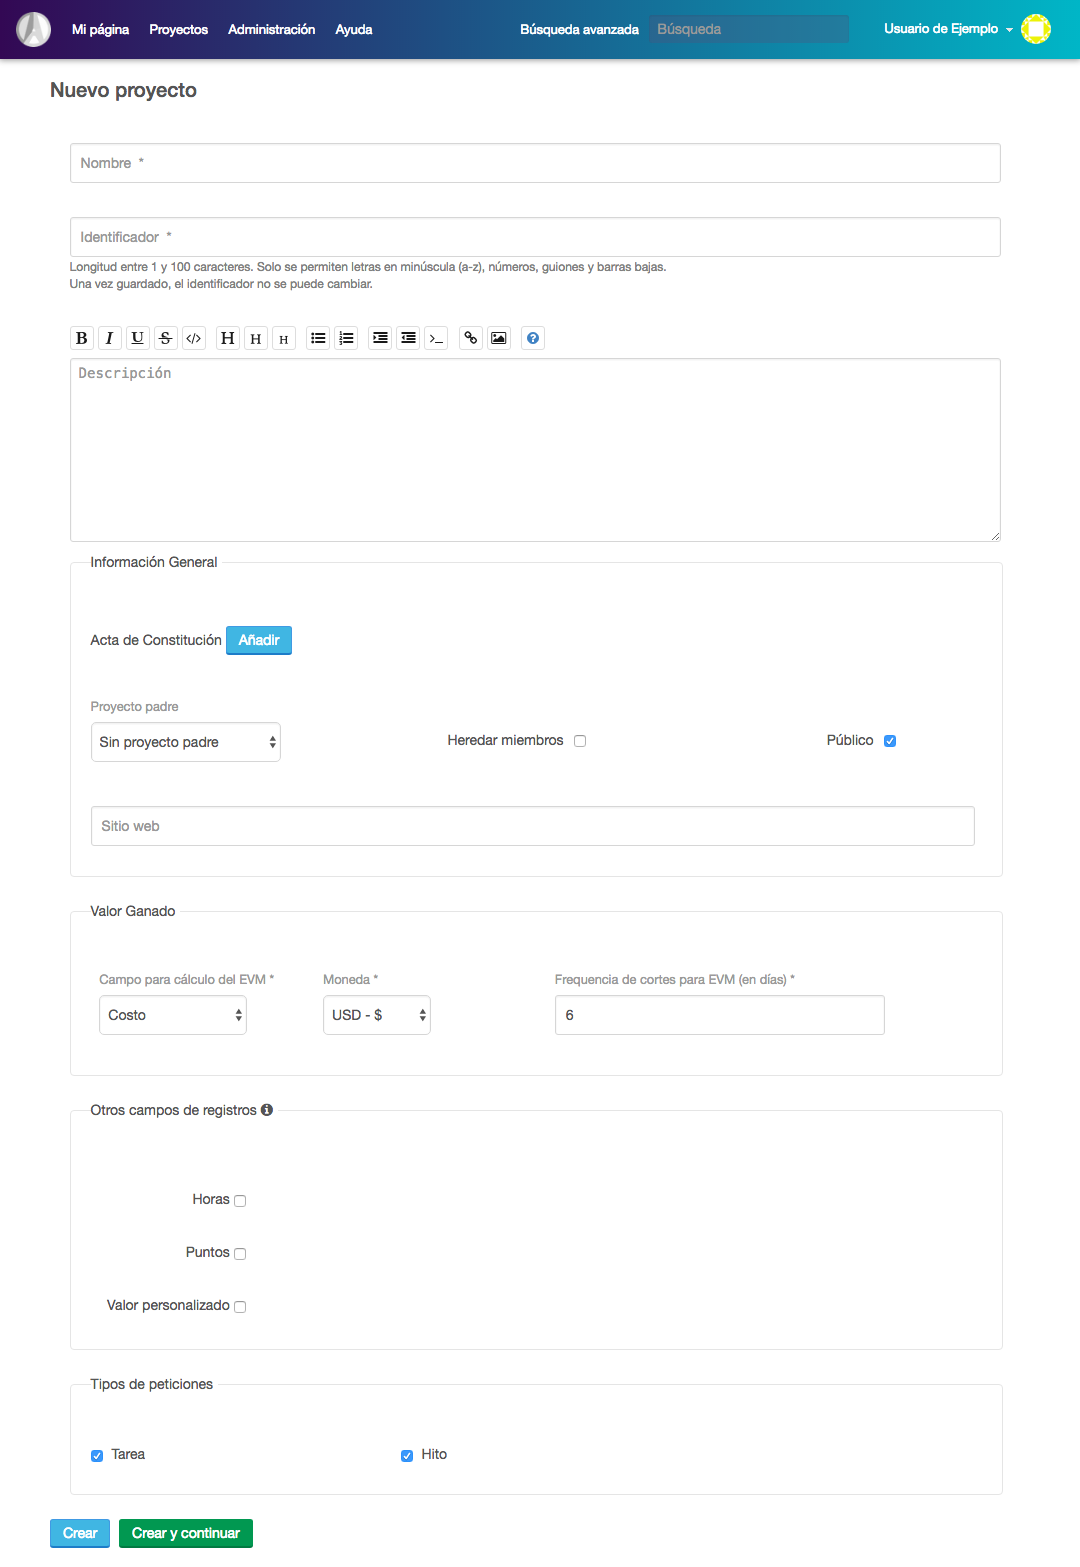 Mi página Proyectos Administración Ayuda Búsqueda avanzada Búsqueda Usuario de Ejemplo
Nuevo proyecto
Nombre *
Identificador *
Longitud entre 1 y 100 caracteres. Solo se permiten letras en minúscula (a-z), números, guiones y barras bajas.
Una vez guardado, el identificador no se puede cambiar.
B I U S </> H H H >_ ?
Descripción
Información General
Acta de Constitución Añadir
Proyecto padre
Sin proyecto padre Heredar miembros Público
Sitio web
Valor Ganado
Campo para cálculo del EVM * Moneda * Frequencia de cortes para EVM (en días) *
Costo USD - $ 6
Otros campos de registros
Horas
Puntos
Valor personalizado
Tipos de peticiones
Tarea Hito
Crear Crear y continuar